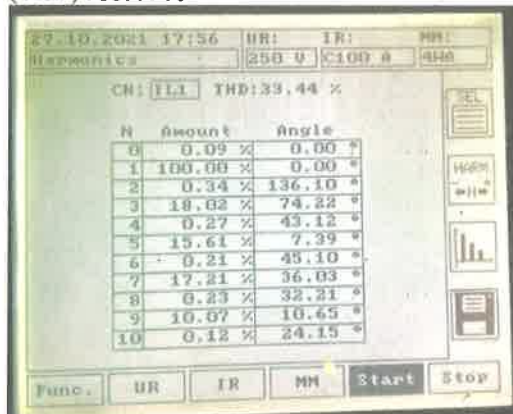 27.10.2021 17:56 UR: IR: MM:
Harmonics 250 V C100 A 4HA
CN: IL1 THD:33.44 %
SEL
N Amount Angle
0 0.09 % 0.00 °
1 100.00 % 0.00 °
2 0.34 % 136.10 °
3 18.02 % 74.22 °
4 0.27 % 43.12 °
5 15.61 % 7.39 °
6 0.21 % 45.10 °
7 17.21 % 36.03 °
8 0.23 % 32.21 °
9 10.07 % 10.65 °
10 0.12 % 24.15 °
HARM
Func. UR IR MM Start Stop